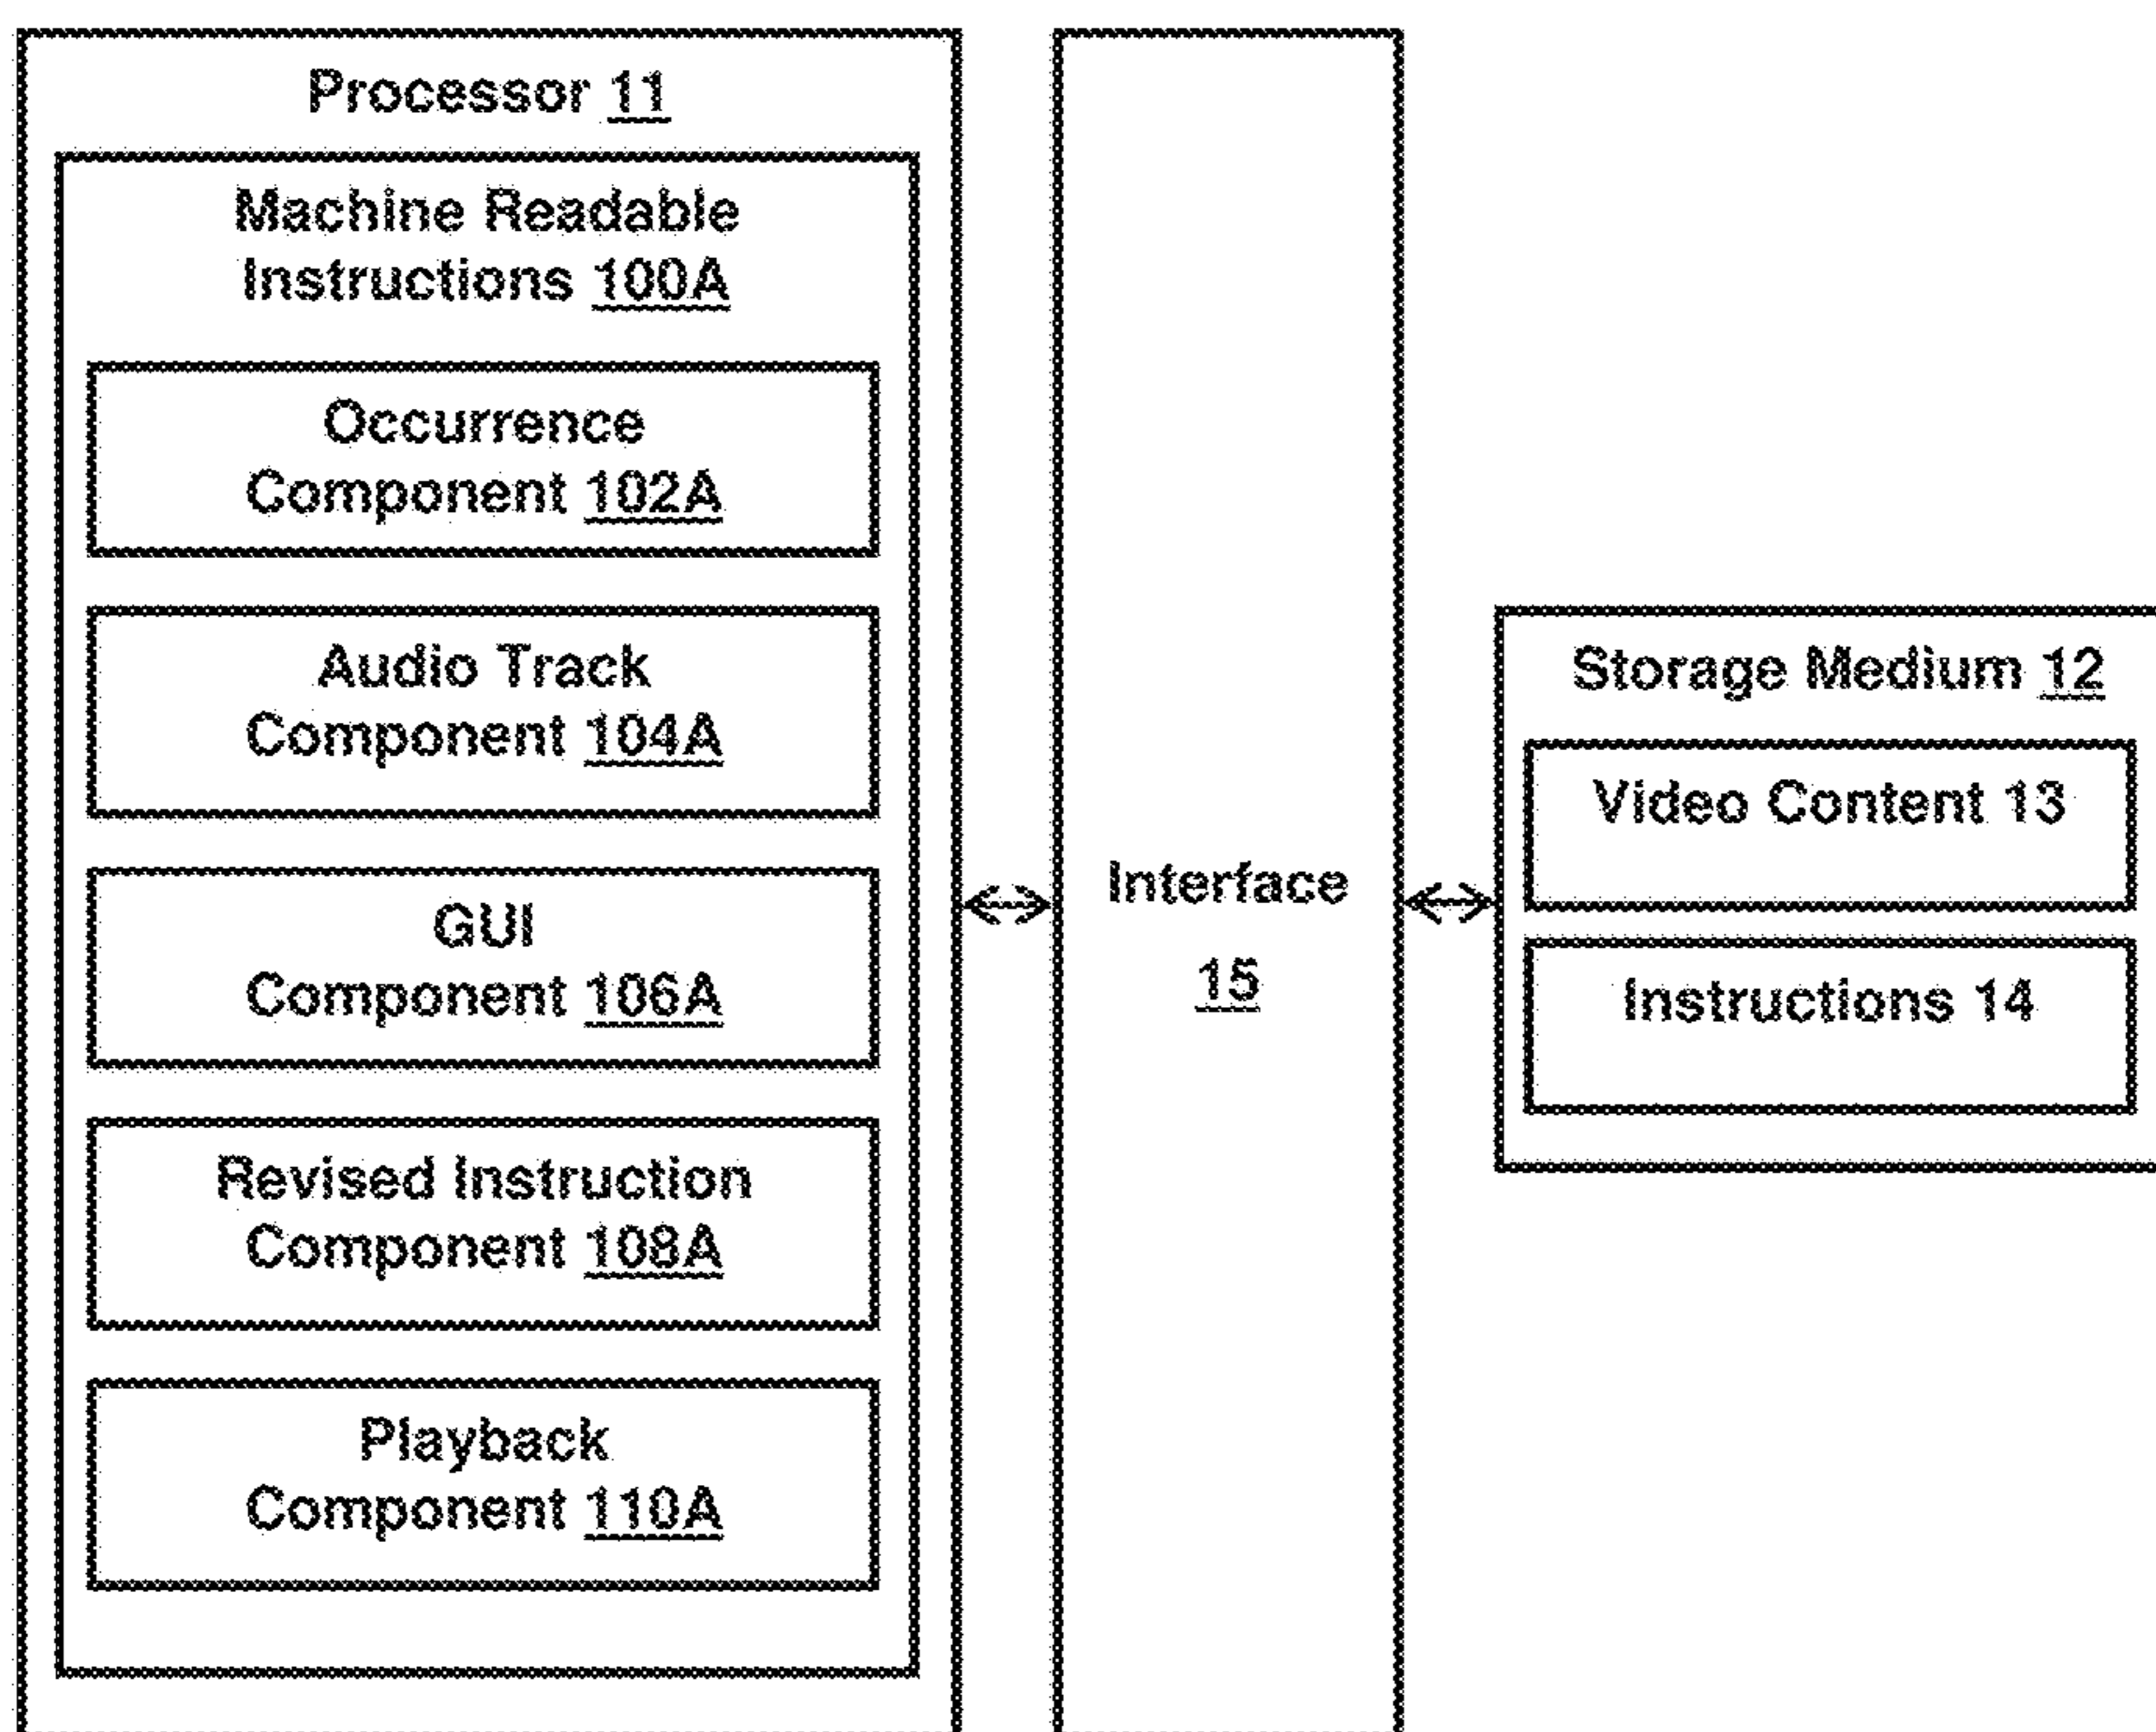 Processor 11
Machine Readable
Instructions 100A
Occurrence
Component 102A
Audio Track
Component 104A
GUI
Component 106A
Revised Instruction
Component 108A
Playback
Component 110A
Interface
15
Storage Medium 12
Video Content 13
Instructions 14